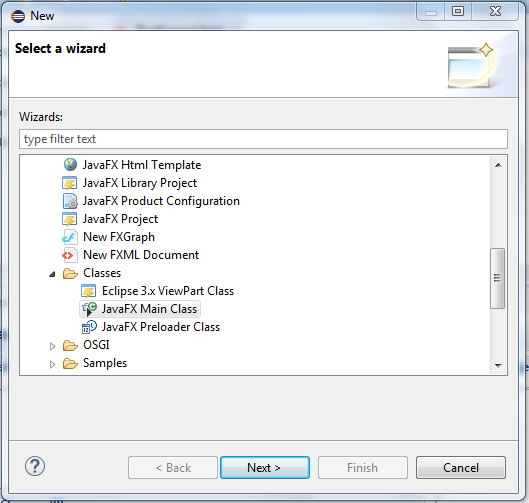 New
Select a wizard
Wizards:
type filter text
JavaFX Html Template
JavaFX Library Project
JavaFX Product Configuration
JavaFX Project
New FXGraph
New FXML Document
Classes
Eclipse 3.x ViewPart Class
JavaFX Main Class
JavaFX Preloader Class
OSGI
Samples
< Back
Next >
Finish
Cancel